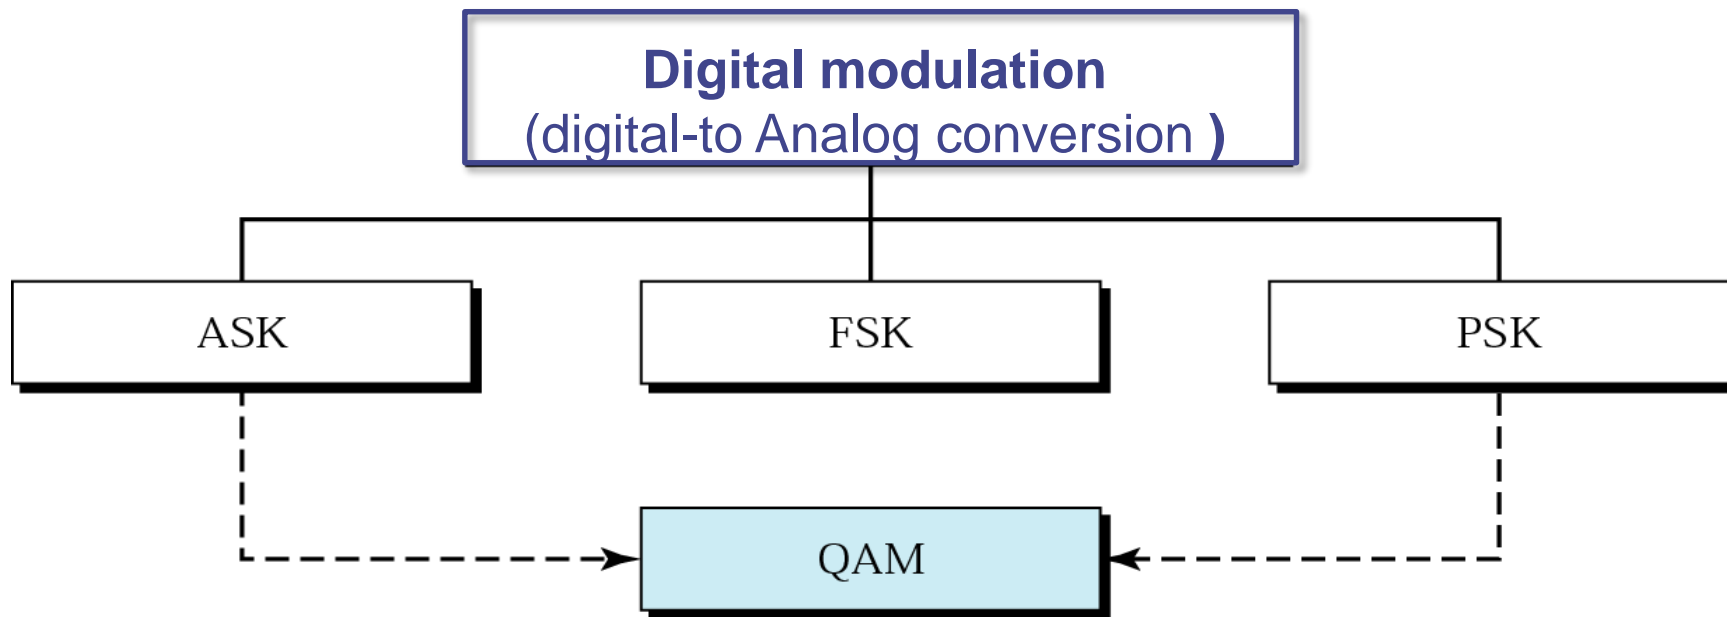 Digital modulation
(digital-to Analog conversion )
ASK
FSK
PSK
QAM